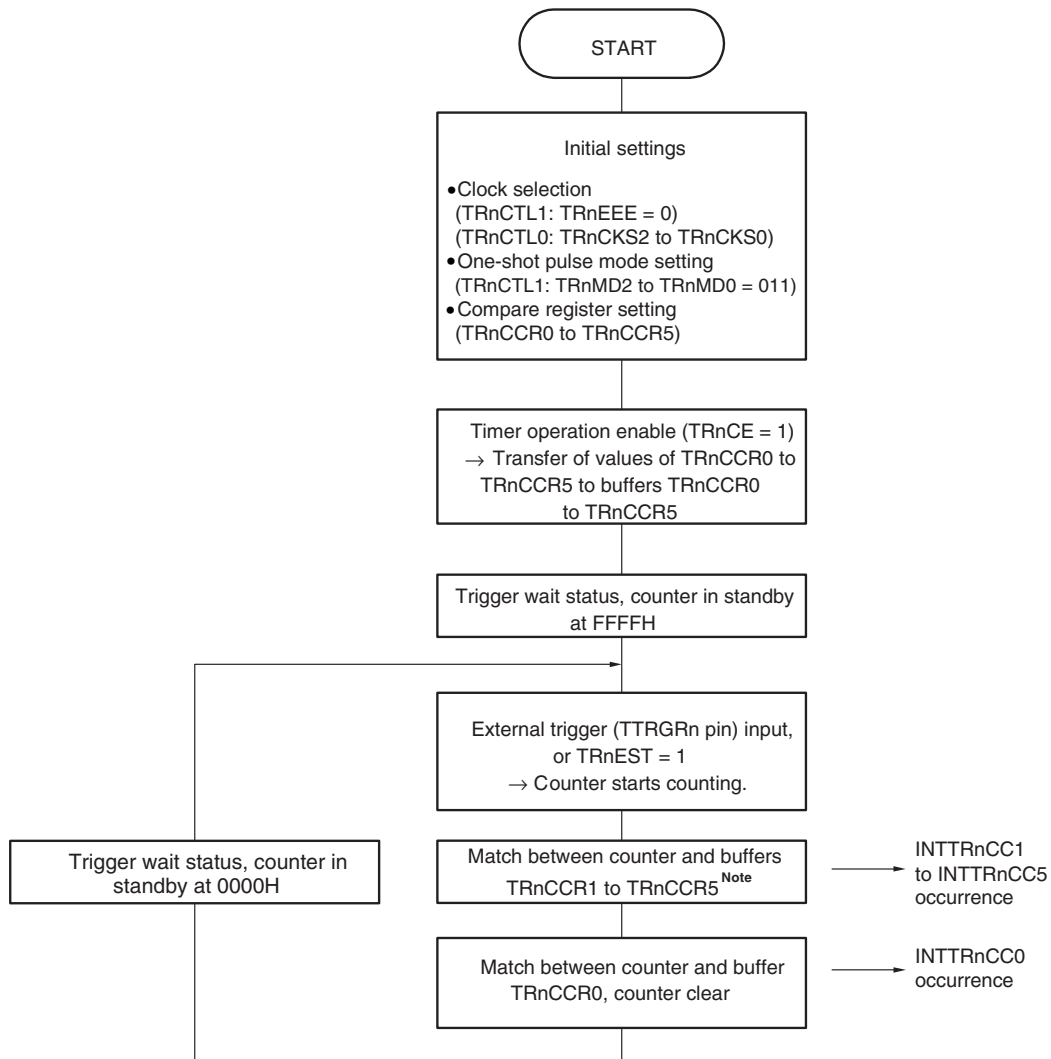 START
Initial settings
•Clock selection
(TRnCTL1: TRnEEE = 0)
(TRnCTL0: TRnCKS2 to TRnCKS0)
•One-shot pulse mode setting
(TRnCTL1: TRnMD2 to TRnMD0 = 011)
•Compare register setting
(TRnCCR0 to TRnCCR5)
Timer operation enable (TRnCE = 1)
→ Transfer of values of TRnCCR0 to
TRnCCR5 to buffers TRnCCR0
to TRnCCR5
Trigger wait status, counter in standby
at FFFFH
External trigger (TTRGRn pin) input,
or TRnEST = 1
→ Counter starts counting.
Trigger wait status, counter in
standby at 0000H
Match between counter and buffers
TRnCCR1 to TRnCCR5 Note
INTTRnCC1
to INTTRnCC5
occurrence
Match between counter and buffer
TRnCCR0, counter clear
INTTRnCC0
occurrence